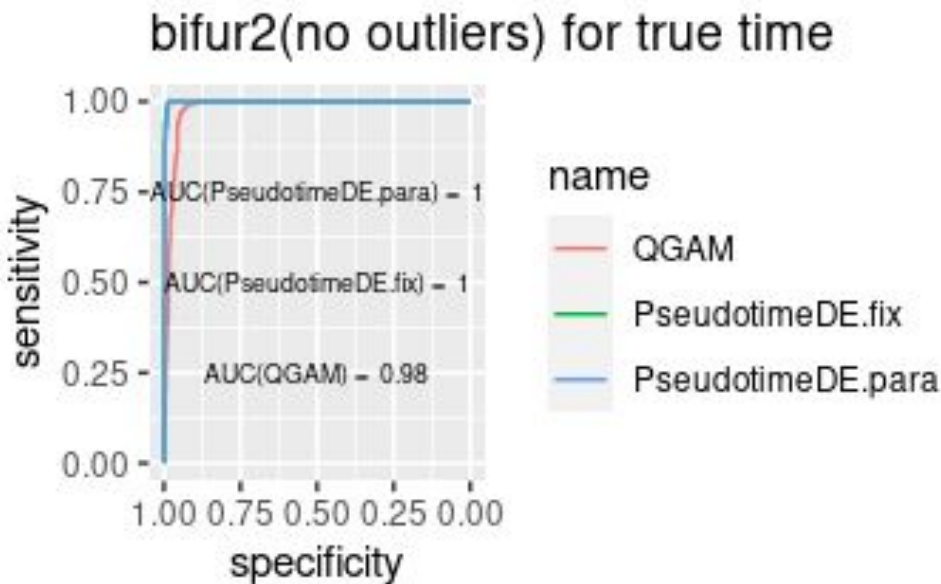 bifur2(no outliers) for true time
1.00
0.75
0.50
0.25
0.00
sensitivity
AUC(PseudotimeDE.para) = 1
AUC(PseudotimeDE.fix) = 1
AUC(QGAM) = 0.98
1.00 0.75 0.50 0.25 0.00
specificity
name
QGAM
PseudotimeDE.fix
PseudotimeDE.para